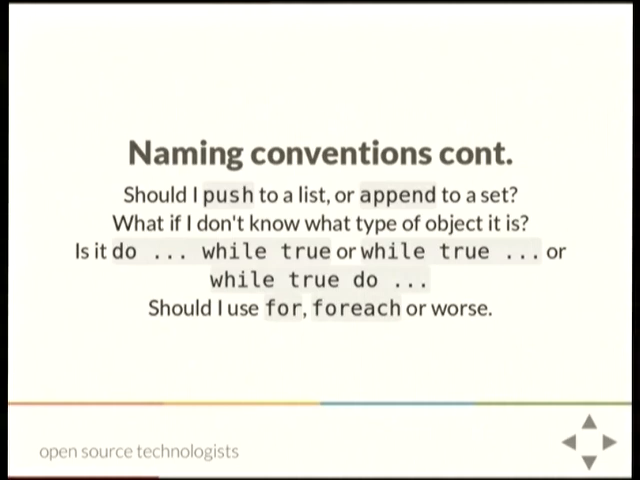 Naming conventions cont.
Should I push to a list, or append to a set?
What if I don't know what type of object it is?
Is it do ... while true or while true ... or
while true do ...
Should I use for, foreach or worse.
open source technologists